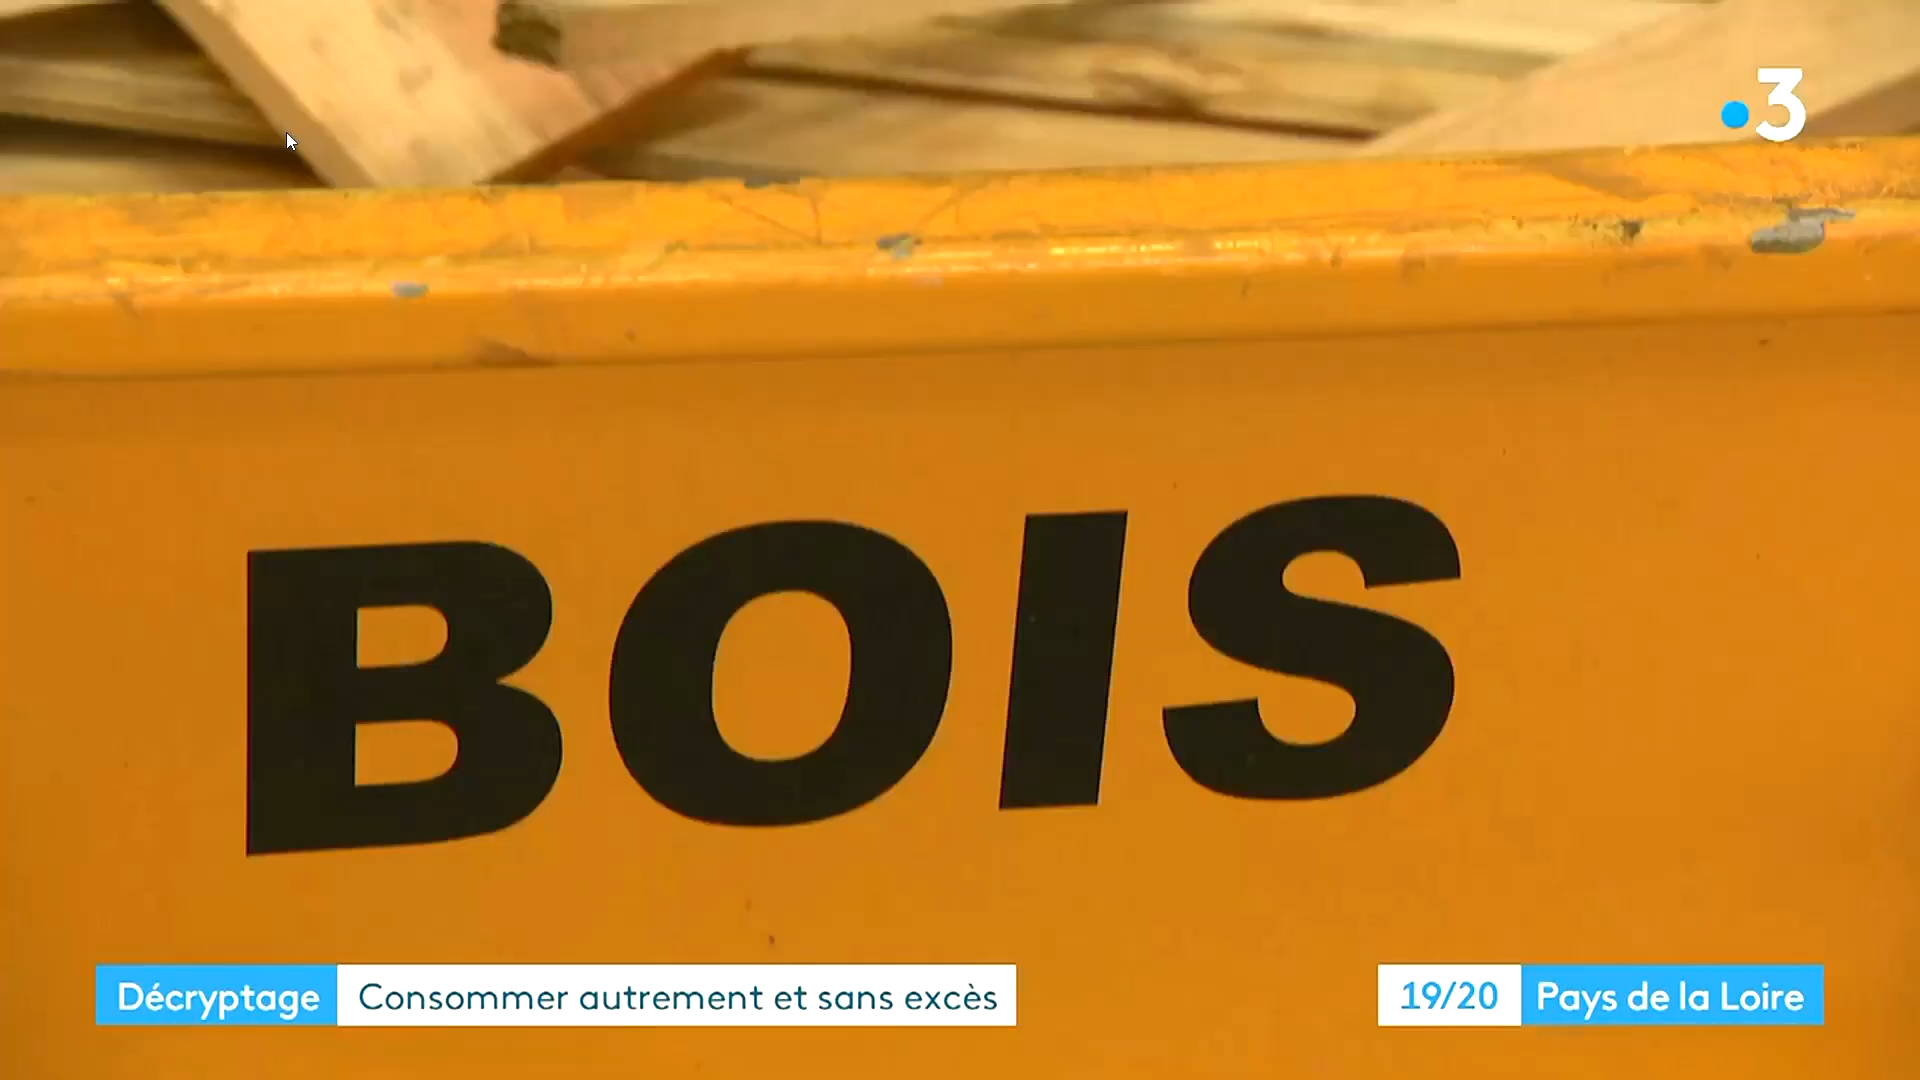 3
BOIS
Décryptage Consommer autrement et sans excès
19/20 Pays de la Loire